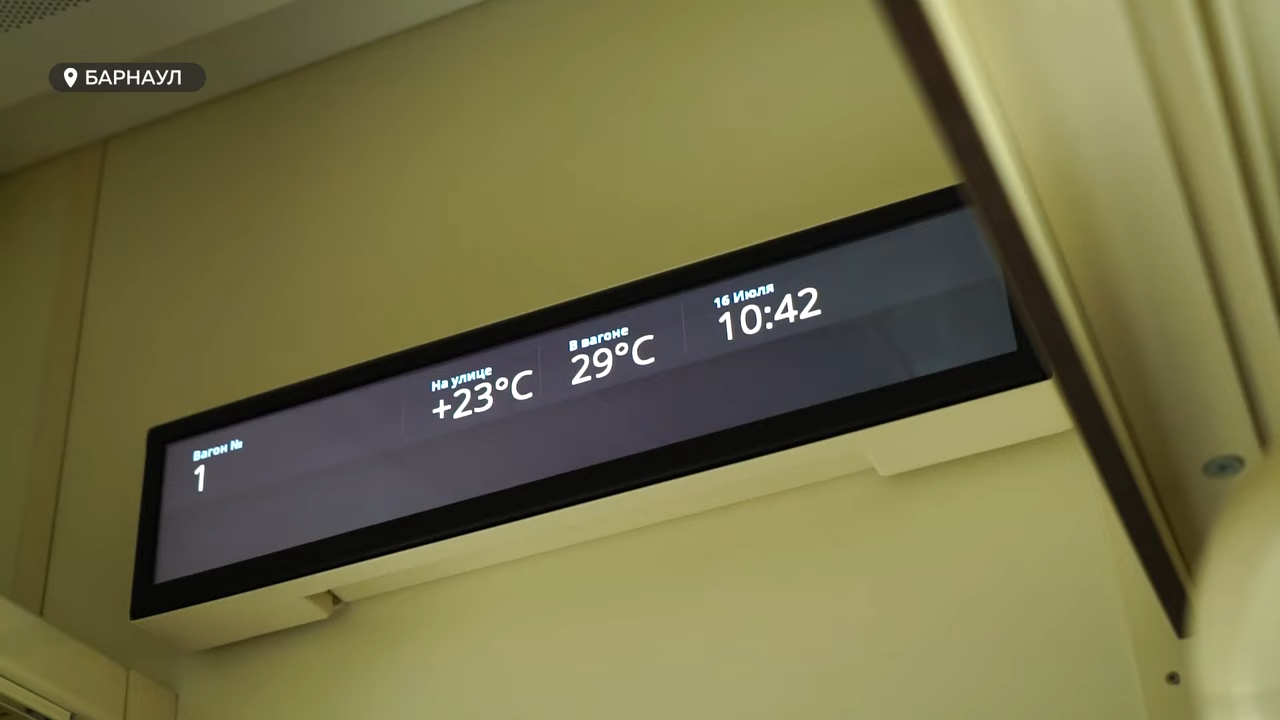 БАРНАУЛ
Вагон №
1
На улице
+23°C
В вагоне
29°C
16 Июля
10:42